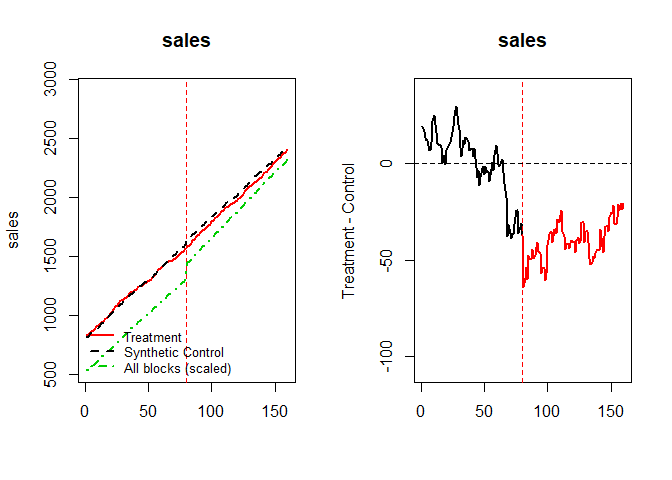 sales
sales
3000
2500
2000
1500
1000
500
Treatment
Synthetic Control
All blocks (scaled)
0 50 100 150
sales
Treatment - Control
0
-50
-100
0 50 100 150